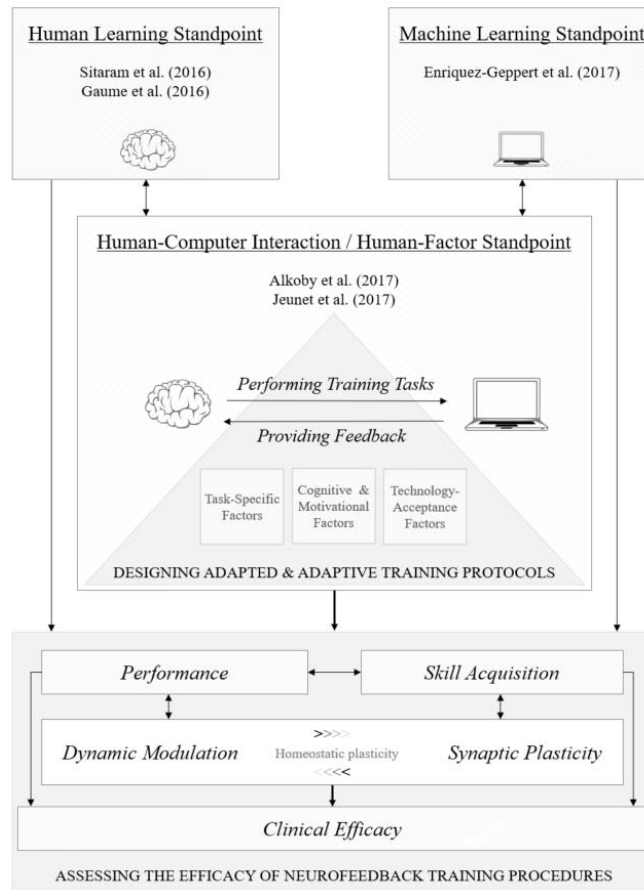 Human Learning Standpoint
Sitaram et al. (2016)
Gaume et al. (2016)
Machine Learning Standpoint
Enriquez-Geppert et al. (2017)
Human-Computer Interaction / Human-Factor Standpoint
Alkoby et al. (2017)
Jeunet et al. (2017)
Performing Training Tasks
Providing Feedback
Task-Specific
Factors
Cognitive &
Motivational
Factors
Technology-
Acceptance
Factors
DESIGNING ADAPTED & ADAPTIVE TRAINING PROTOCOLS
Performance
Skill Acquisition
Dynamic Modulation
>>>>
Homeostatic plasticity
<<<<
Synaptic Plasticity
Clinical Efficacy
ASSESSING THE EFFICACY OF NEUROFEEDBACK TRAINING PROCEDURES